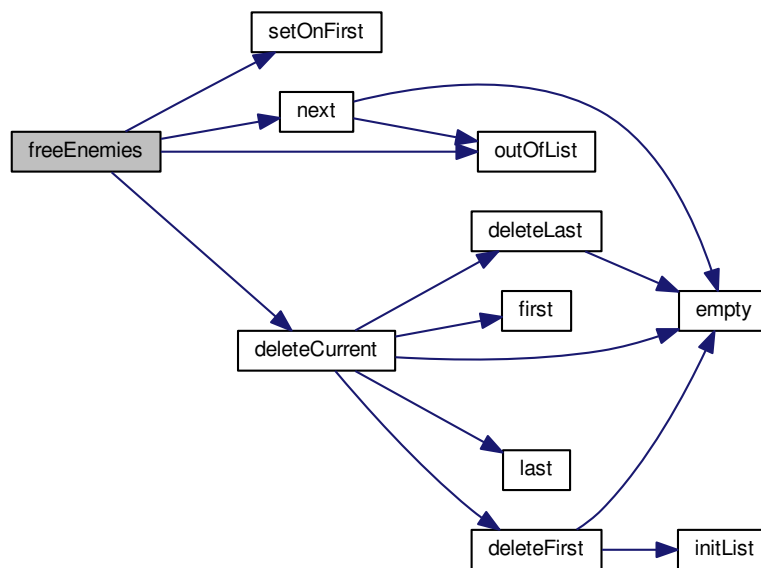 setOnFirst
next
freeEnemies
outOfList
deleteLast
first
empty
deleteCurrent
last
deleteFirst
initList